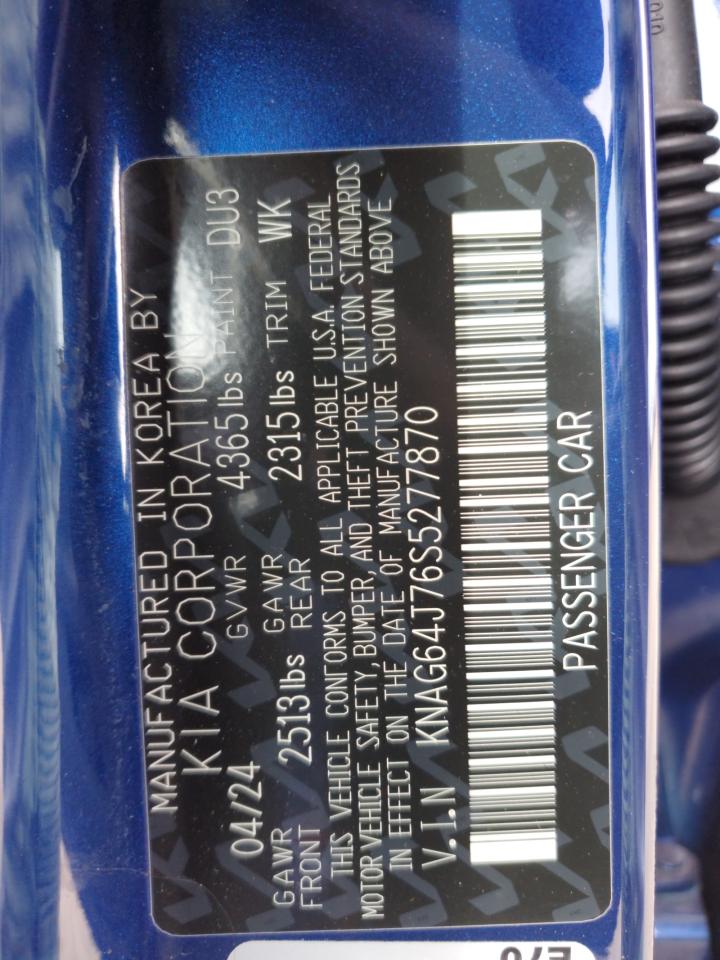 MANUFACTURED IN KOREA BY
KIA CORPORATION
04/24 GVWR 4365lbs PAINT DU3
GAWR FRONT 2513lbs GAWR REAR 2315lbs TRIM WK
THIS VEHICLE CONFORMS TO ALL APPLICABLE U.S.A. FEDERAL
MOTOR VEHICLE SAFETY, BUMPER, AND THEFT PREVENTION STANDARDS
IN EFFECT ON THE DATE OF MANUFACTURE SHOWN ABOVE
V.I.N KNAG64J76S5277870
PASSENGER CAR